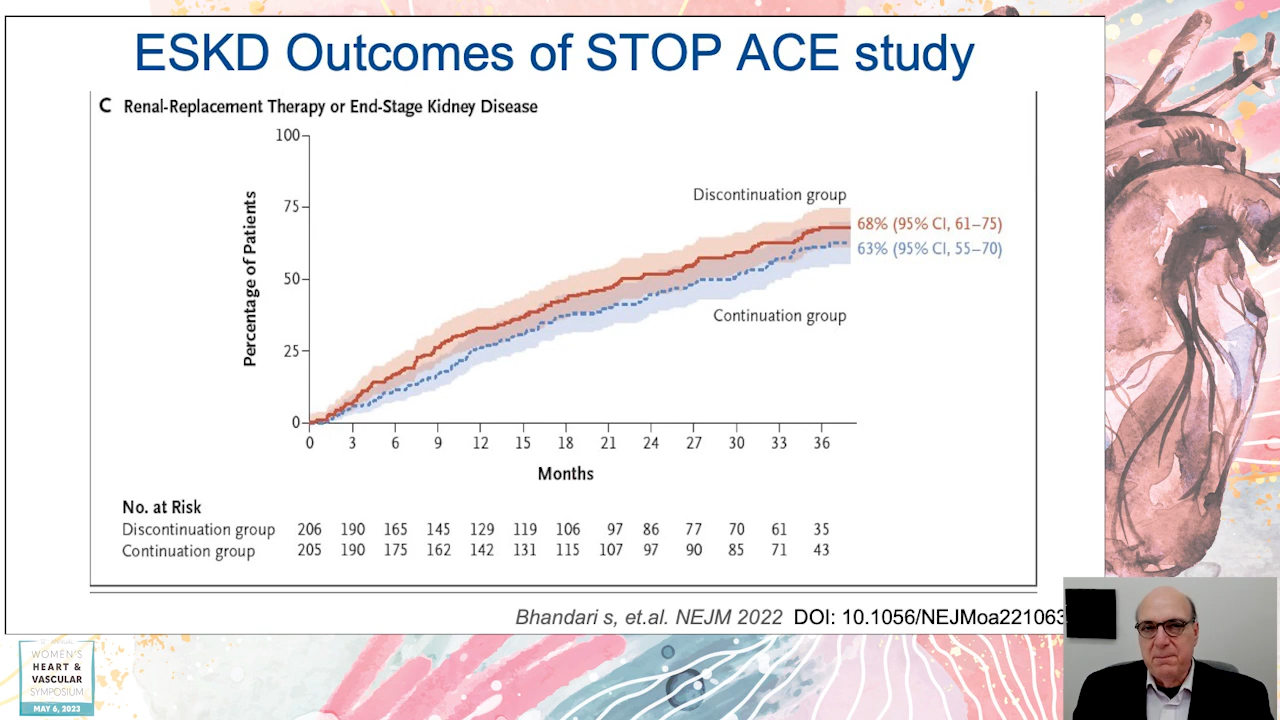 ESKD Outcomes of STOP ACE study
C Renal-Replacement Therapy or End-Stage Kidney Disease
100
75
50
25
0
Percentage of Patients
Discontinuation group
68% (95% CI, 61–75)
63% (95% CI, 55–70)
Continuation group
0 3 6 9 12 15 18 21 24 27 30 33 36
Months
No. at Risk
Discontinuation group 206 190 165 145 129 119 106 97 86 77 70 61 35
Continuation group 205 190 175 162 142 131 115 107 97 90 85 71 43
Bhandari s, et.al. NEJM 2022 DOI: 10.1056/NEJMoa221063
WOMEN'S
HEART &
VASCULAR
SYMPOSIUM
MAY 6, 2023